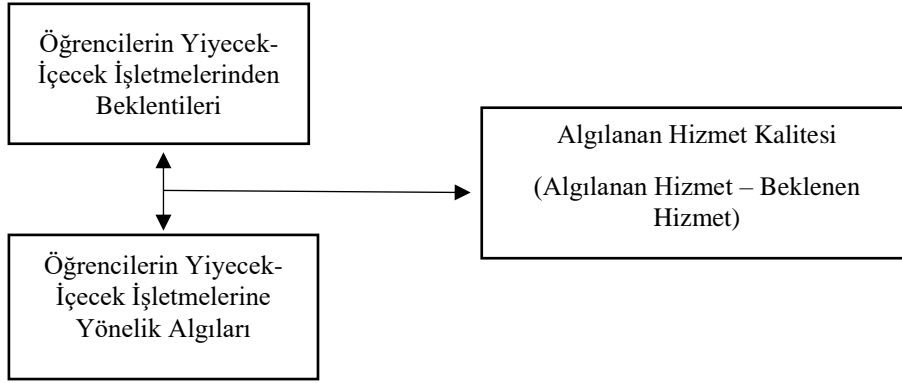 Öğrencilerin Yiyecek-
İçecek İşletmelerinden
Beklentileri
Algılanan Hizmet Kalitesi
(Algılanan Hizmet – Beklenen
Hizmet)
Öğrencilerin Yiyecek-
İçecek İşletmelerine
Yönelik Algıları